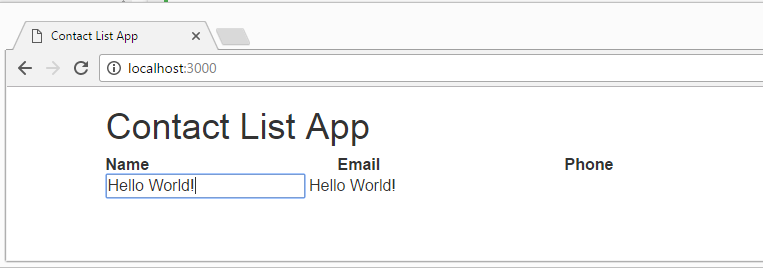 Contact List App
localhost:3000
Contact List App
Name Email Phone
Hello World! Hello World!